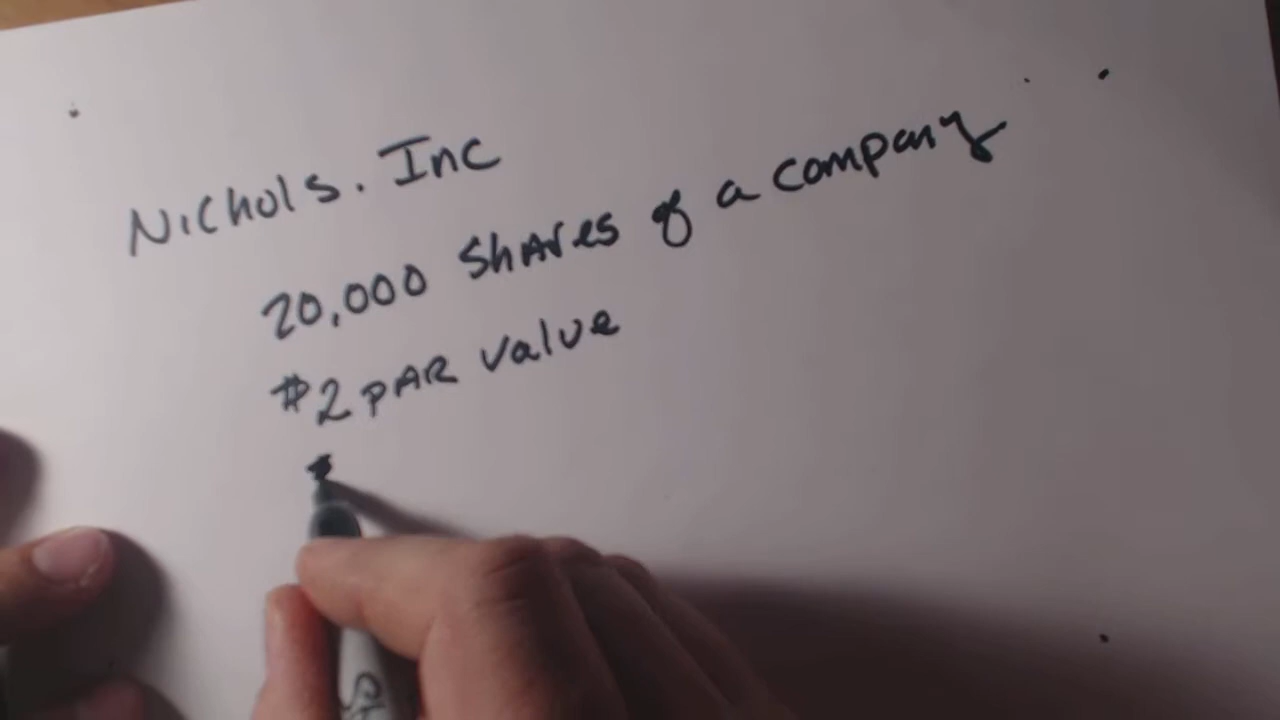 Nichols. Inc
20,000 shares of a company
$2 par value